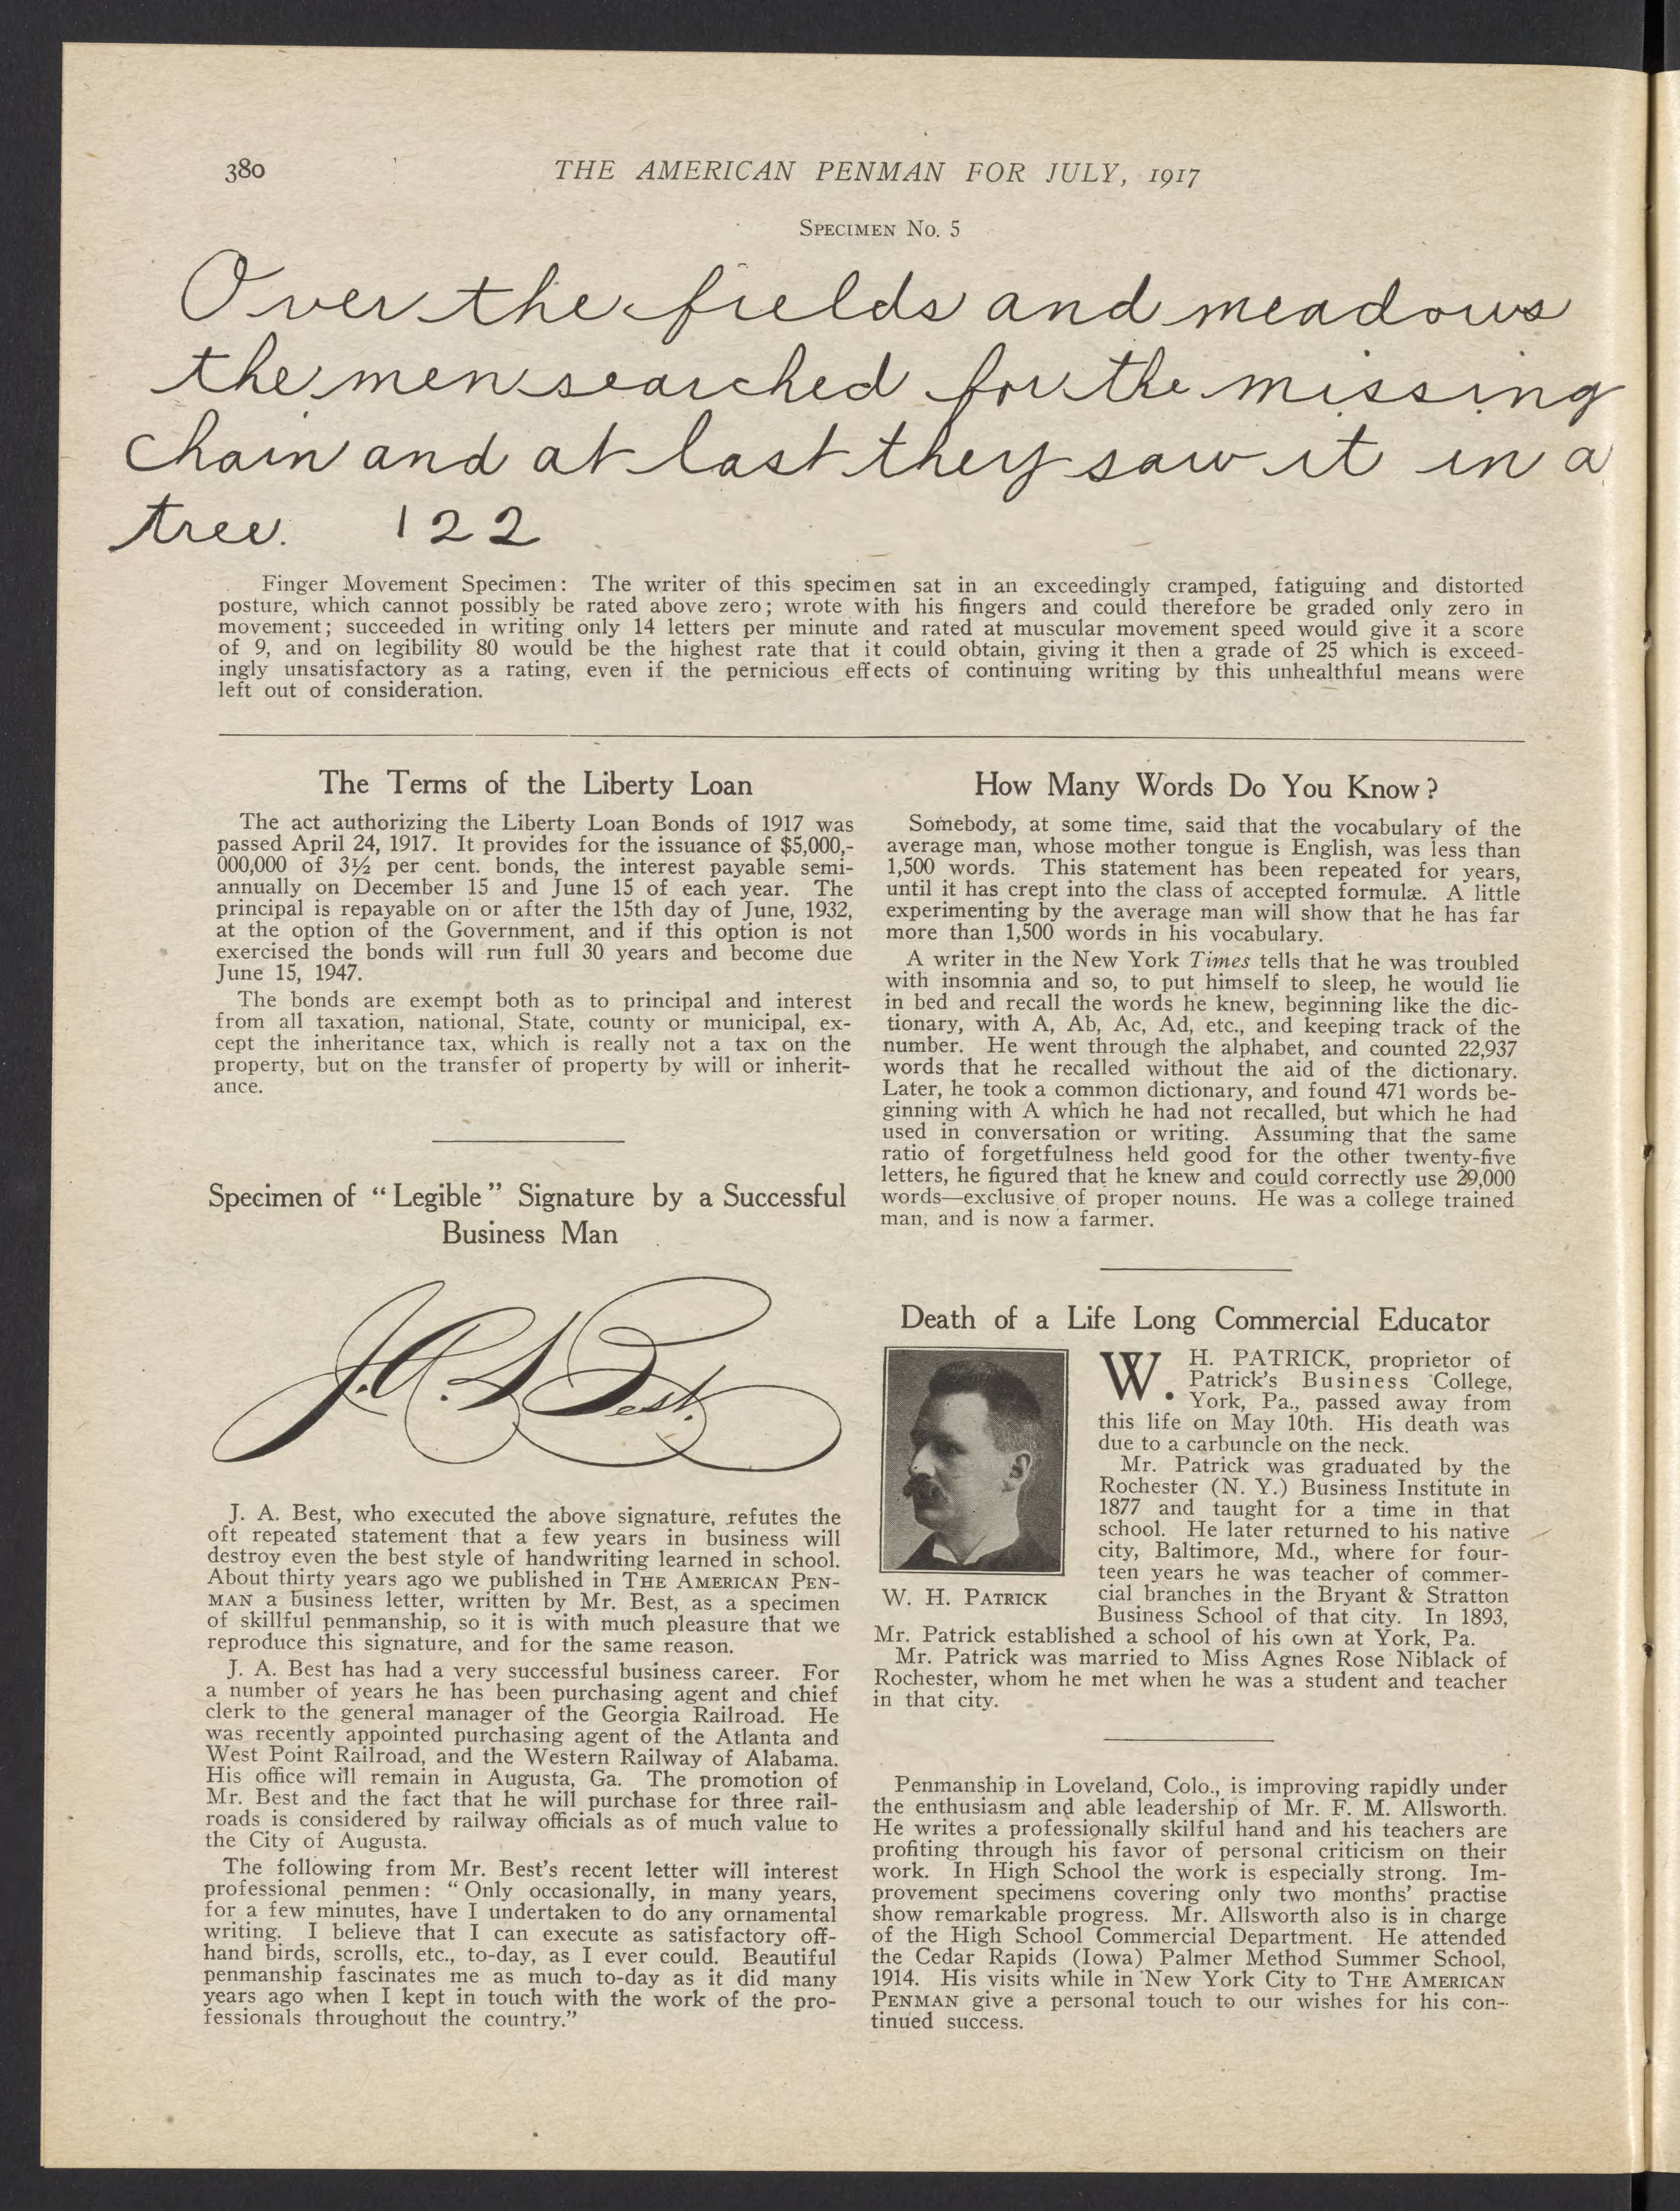 380
THE AMERICAN PENMAN FOR JULY, 1917
SPECIMEN NO. 5
Over the fields and meadows
the men searched for the missing
chain and at last they saw it in a
tree. 122
Finger Movement Specimen: The writer of this specimen sat in an exceedingly cramped, fatiguing and distorted
posture, which cannot possibly be rated above zero; wrote with his fingers and could therefore be graded only zero in
movement; succeeded in writing only 14 letters per minute and rated at muscular movement speed would give it a score
of 9, and on legibility 80 would be the highest rate that it could obtain, giving it then a grade of 25 which is exceed-
ingly unsatisfactory as a rating, even if the pernicious effects of continuing writing by this unhealthful means were
left out of consideration.
The Terms of the Liberty Loan
The act authorizing the Liberty Loan Bonds of 1917 was
passed April 24, 1917. It provides for the issuance of $5,000,-
000,000 of 3½ per cent. bonds, the interest payable semi-
annually on December 15 and June 15 of each year. The
principal is repayable on or after the 15th day of June, 1932,
at the option of the Government, and if this option is not
exercised the bonds will run full 30 years and become due
June 15, 1947.
The bonds are exempt both as to principal and interest
from all taxation, national, State, county or municipal, ex-
cept the inheritance tax, which is really not a tax on the
property, but on the transfer of property by will or inherit-
ance.
Specimen of "Legible" Signature by a Successful
Business Man
J. A. Best.
J. A. Best, who executed the above signature, refutes the
oft repeated statement that a few years in business will
destroy even the best style of handwriting learned in school.
About thirty years ago we published in THE AMERICAN PEN-
MAN a business letter, written by Mr. Best, as a specimen
of skillful penmanship, so it is with much pleasure that we
reproduce this signature, and for the same reason.
J. A. Best has had a very successful business career. For
a number of years he has been purchasing agent and chief
clerk to the general manager of the Georgia Railroad. He
was recently appointed purchasing agent of the Atlanta and
West Point Railroad, and the Western Railway of Alabama.
His office will remain in Augusta, Ga. The promotion of
Mr. Best and the fact that he will purchase for three rail-
roads is considered by railway officials as of much value to
the City of Augusta.
The following from Mr. Best's recent letter will interest
professional penmen: "Only occasionally, in many years,
for a few minutes, have I undertaken to do any ornamental
writing. I believe that I can execute as satisfactory off-
hand birds, scrolls, etc., to-day, as I ever could. Beautiful
penmanship fascinates me as much to-day as it did many
years ago when I kept in touch with the work of the pro-
fessionals throughout the country."
How Many Words Do You Know?
Somebody, at some time, said that the vocabulary of the
average man, whose mother tongue is English, was less than
1,500 words. This statement has been repeated for years,
until it has crept into the class of accepted formulæ. A little
experimenting by the average man will show that he has far
more than 1,500 words in his vocabulary.
A writer in the New York Times tells that he was troubled
with insomnia and so, to put himself to sleep, he would lie
in bed and recall the words he knew, beginning like the dic-
tionary, with A, Ab, Ac, Ad, etc., and keeping track of the
number. He went through the alphabet, and counted 22,937
words that he recalled without the aid of the dictionary.
Later, he took a common dictionary, and found 471 words be-
ginning with A which he had not recalled, but which he had
used in conversation or writing. Assuming that the same
ratio of forgetfulness held good for the other twenty-five
letters, he figured that he knew and could correctly use 29,000
words—exclusive of proper nouns. He was a college trained
man, and is now a farmer.
Death of a Life Long Commercial Educator
W. H. PATRICK, proprietor of
Patrick's Business College,
York, Pa., passed away from
this life on May 10th. His death was
due to a carbuncle on the neck.
Mr. Patrick was graduated by the
Rochester (N. Y.) Business Institute in
1877 and taught for a time in that
school. He later returned to his native
city, Baltimore, Md., where for four-
teen years he was teacher of commer-
cial branches in the Bryant & Stratton
Business School of that city. In 1893,
W. H. PATRICK
Mr. Patrick established a school of his own at York, Pa.
Mr. Patrick was married to Miss Agnes Rose Niblack of
Rochester, whom he met when he was a student and teacher
in that city.
Penmanship in Loveland, Colo., is improving rapidly under
the enthusiasm and able leadership of Mr. F. M. Allsworth.
He writes a professionally skilful hand and his teachers are
profiting through his favor of personal criticism on their
work. In High School the work is especially strong. Im-
provement specimens covering only two months' practise
show remarkable progress. Mr. Allsworth also is in charge
of the High School Commercial Department. He attended
the Cedar Rapids (Iowa) Palmer Method Summer School,
1914. His visits while in New York City to THE AMERICAN
PENMAN give a personal touch to our wishes for his con-
tinued success.